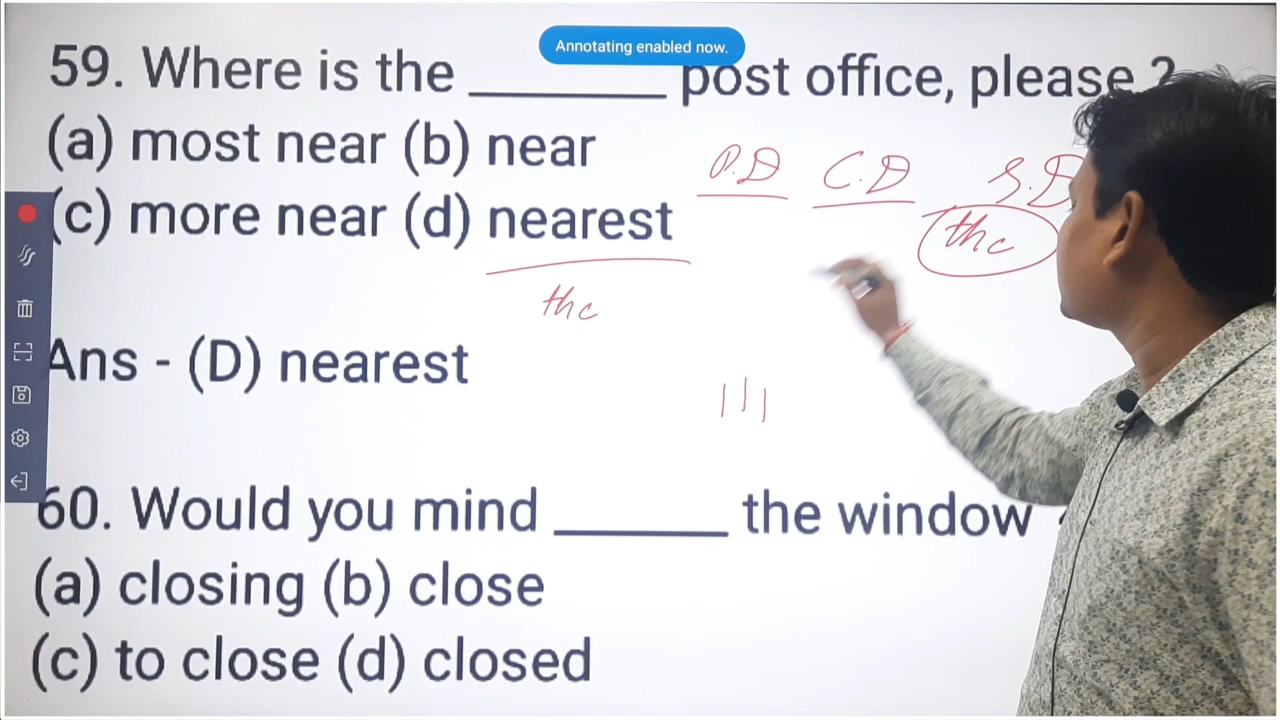 Annotating enabled now.
59. Where is the ________ post office, please ?
(a) most near (b) near
(c) more near (d) nearest
P.D C.D S.D
the
the
Ans - (D) nearest
60. Would you mind ________ the window ?
(a) closing (b) close
(c) to close (d) closed